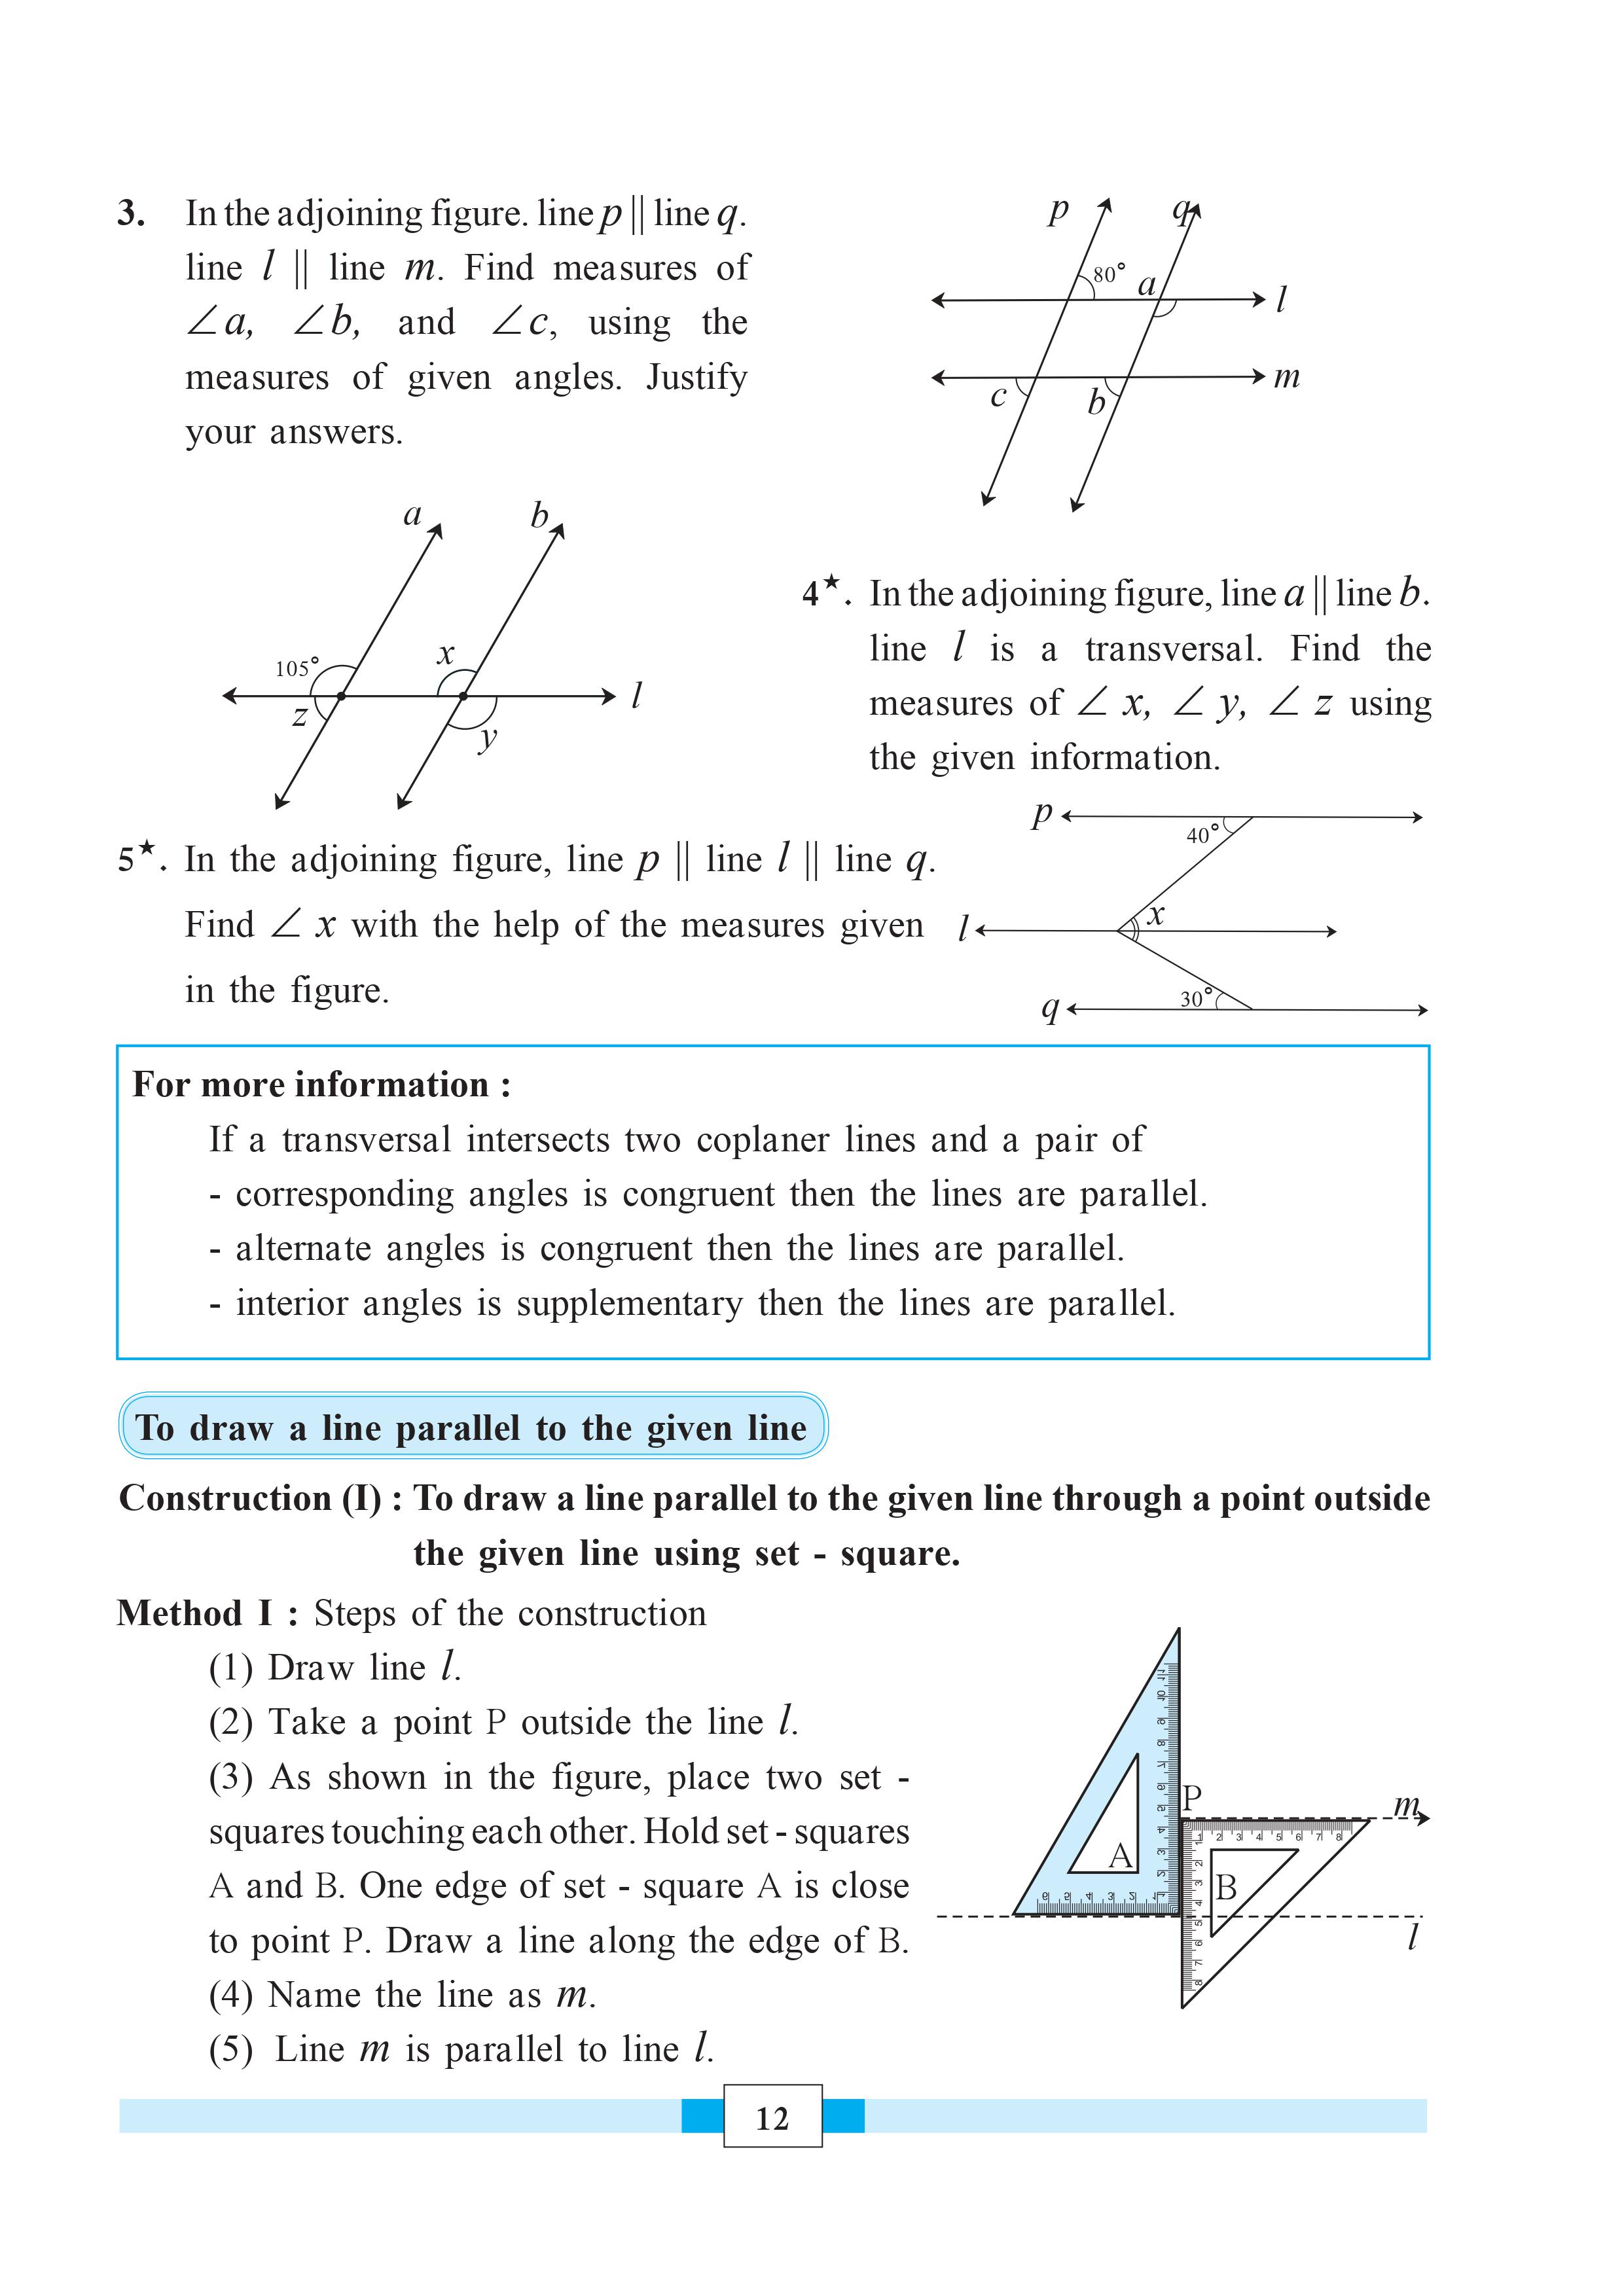 3. In the adjoining figure. line p || line q.
line l || line m. Find measures of
∠a, ∠b, and ∠c, using the
measures of given angles. Justify
your answers.
p
q
80°
a
l
m
c
b
a
b
105°
x
l
z
y
4★. In the adjoining figure, line a || line b.
line l is a transversal. Find the
measures of ∠ x, ∠ y, ∠ z using
the given information.
5★. In the adjoining figure, line p || line l || line q.
Find ∠ x with the help of the measures given
in the figure.
p
40°
x
l
30°
q
For more information :
If a transversal intersects two coplaner lines and a pair of
- corresponding angles is congruent then the lines are parallel.
- alternate angles is congruent then the lines are parallel.
- interior angles is supplementary then the lines are parallel.
To draw a line parallel to the given line
Construction (I) : To draw a line parallel to the given line through a point outside
the given line using set - square.
Method I : Steps of the construction
(1) Draw line l.
(2) Take a point P outside the line l.
(3) As shown in the figure, place two set -
squares touching each other. Hold set - squares
A and B. One edge of set - square A is close
to point P. Draw a line along the edge of B.
(4) Name the line as m.
(5) Line m is parallel to line l.
P
m
A
B
l
1 2 3 4 5 6 7 8
12